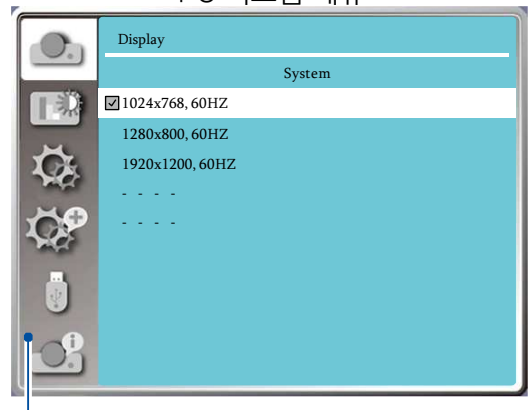 Display
System
1024x768, 60HZ
1280x800, 60HZ
1920x1200, 60HZ
- - - -
- - - -